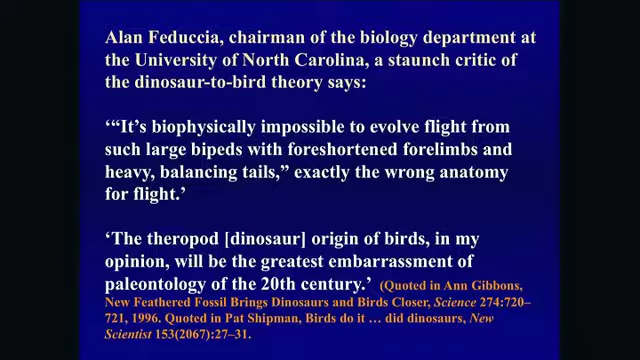 Alan Feduccia, chairman of the biology department at
the University of North Carolina, a staunch critic of
the dinosaur-to-bird theory says:
‘“It’s biophysically impossible to evolve flight from
such large bipeds with foreshortened forelimbs and
heavy, balancing tails,” exactly the wrong anatomy
for flight.’
‘The theropod [dinosaur] origin of birds, in my
opinion, will be the greatest embarrassment of
paleontology of the 20th century.’ (Quoted in Ann Gibbons,
New Feathered Fossil Brings Dinosaurs and Birds Closer, Science 274:720–
721, 1996. Quoted in Pat Shipman, Birds do it … did dinosaurs, New
Scientist 153(2067):27–31.